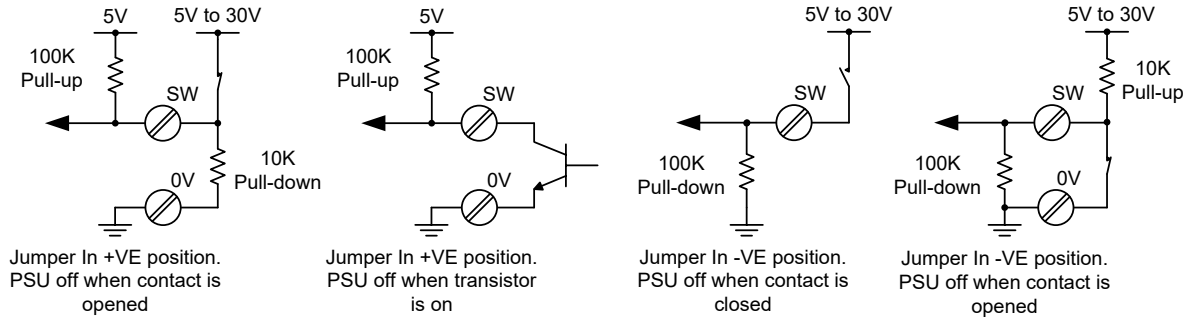 5V
5V to 30V
100K
Pull-up
SW
10K
Pull-down
0V
Jumper In +VE position.
PSU off when contact is
opened
5V
100K
Pull-up
SW
0V
Jumper In +VE position.
PSU off when transistor
is on
5V to 30V
SW
100K
Pull-down
Jumper In -VE position.
PSU off when contact is
closed
5V to 30V
10K
Pull-up
SW
100K
Pull-down
0V
Jumper In -VE position.
PSU off when contact is
opened